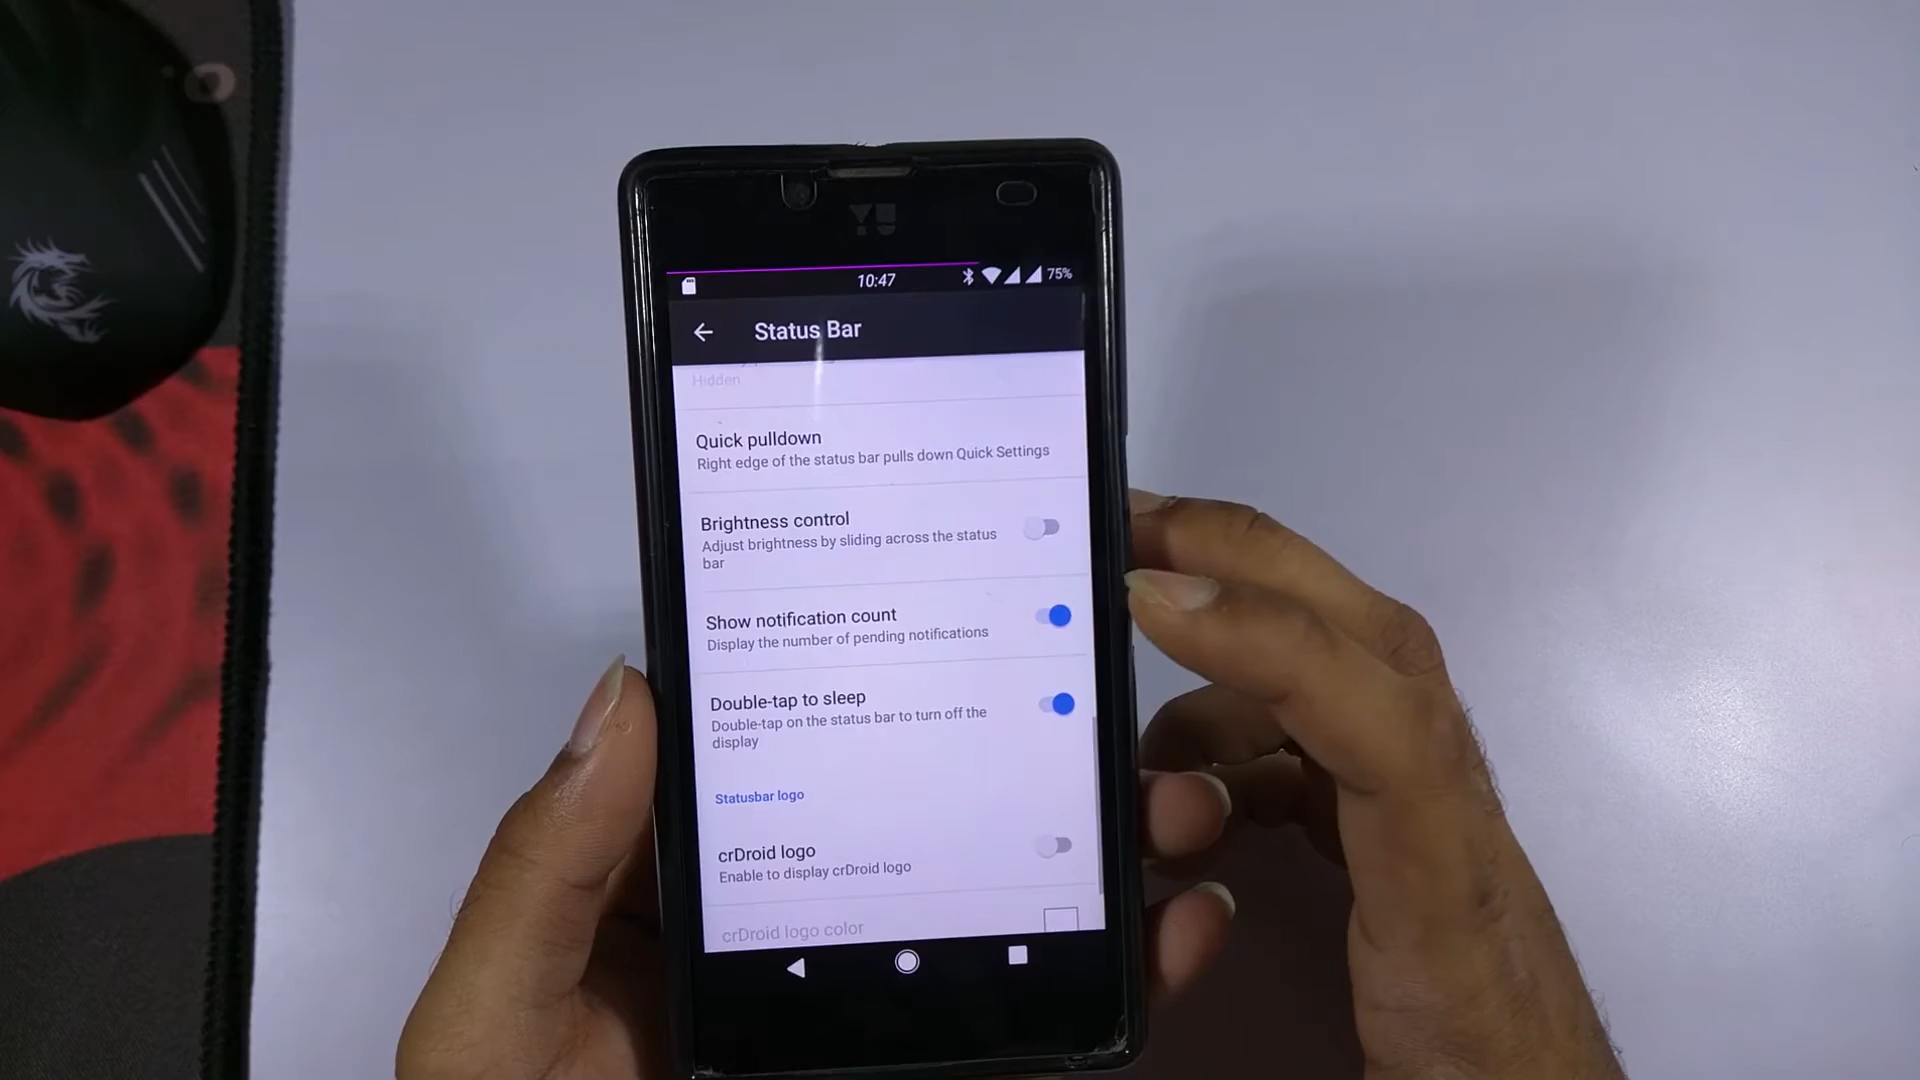 YU
10:47
75%
Status Bar
Hidden
Quick pulldown
Right edge of the status bar pulls down Quick Settings
Brightness control
Adjust brightness by sliding across the status
bar
Show notification count
Display the number of pending notifications
Double-tap to sleep
Double-tap on the status bar to turn off the
display
Statusbar logo
crDroid logo
Enable to display crDroid logo
crDroid logo color